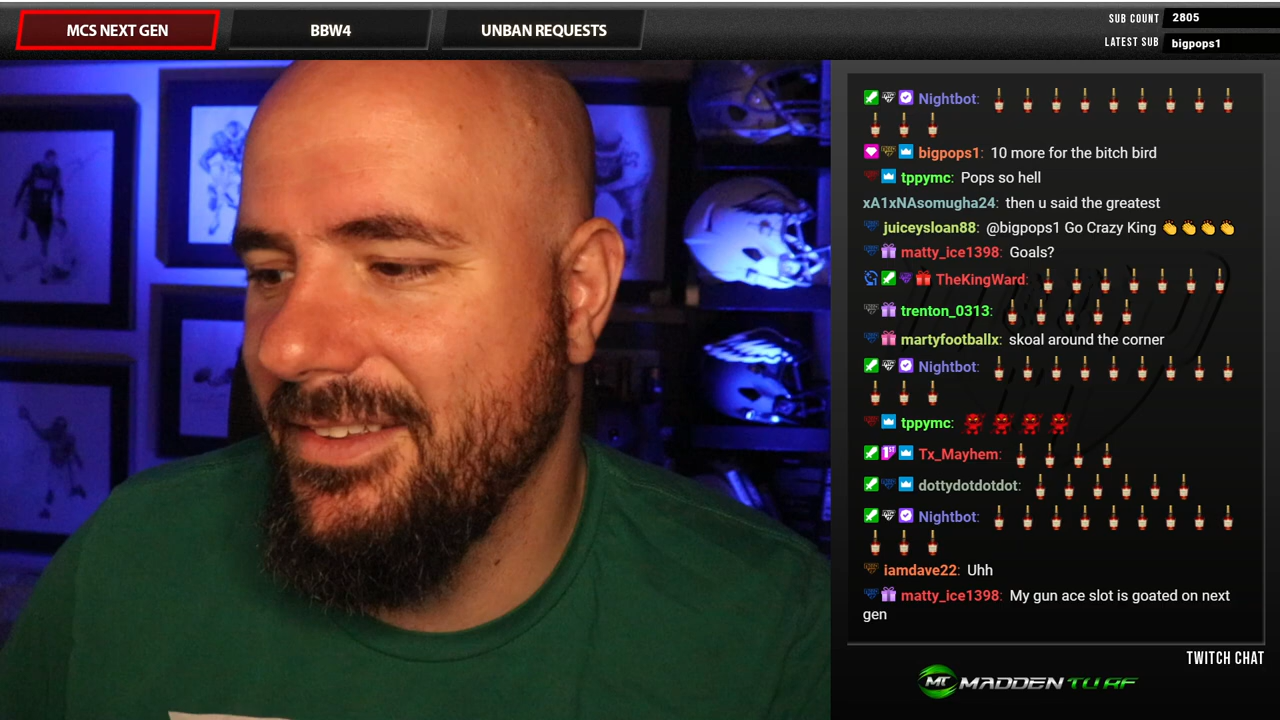 MCS NEXT GEN
BBW4
UNBAN REQUESTS
SUB COUNT 2805
LATEST SUB bigpops1
Nightbot:
bigpops1: 10 more for the bitch bird
tppymc: Pops so hell
xA1xNAsomugha24: then u said the greatest
juiceysloan88: @bigpops1 Go Crazy King 👏👏👏👏
matty_ice1398: Goals?
TheKingWard:
trenton_0313:
martyfootballx: skoal around the corner
Nightbot:
tppymc:
Tx_Mayhem:
dottydotdotdot:
Nightbot:
iamdave22: Uhh
matty_ice1398: My gun ace slot is goated on next
gen
TWITCH CHAT
MT MADDEN TURF